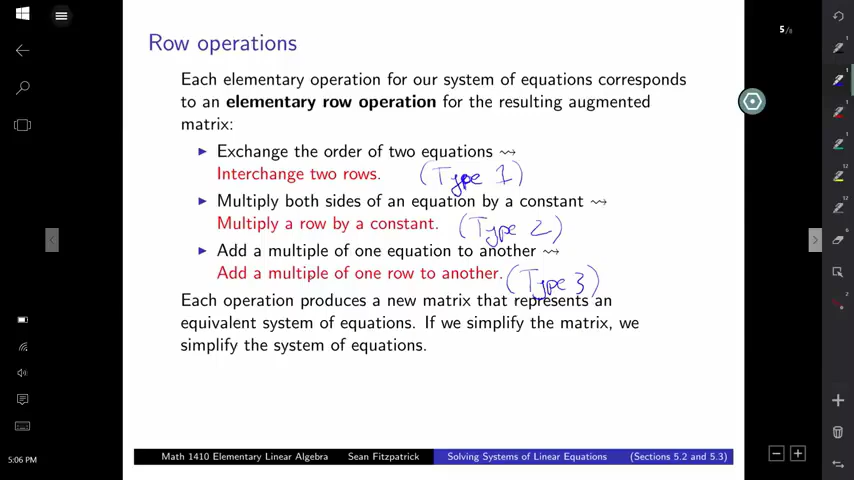 5/8
Row operations
Each elementary operation for our system of equations corresponds
to an elementary row operation for the resulting augmented
matrix:
Exchange the order of two equations ⇝
Interchange two rows. (Type 1)
Multiply both sides of an equation by a constant ⇝
Multiply a row by a constant. (Type 2)
Add a multiple of one equation to another ⇝
Add a multiple of one row to another. (Type 3)
Each operation produces a new matrix that represents an
equivalent system of equations. If we simplify the matrix, we
simplify the system of equations.
5:06 PM
Math 1410 Elementary Linear Algebra Sean Fitzpatrick Solving Systems of Linear Equations (Sections 5.2 and 5.3)